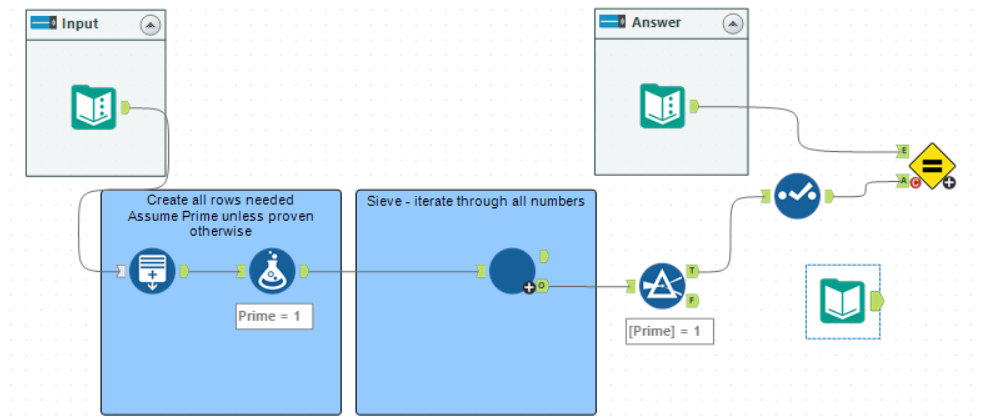 Input
Answer
Create all rows needed
Assume Prime unless proven
otherwise
Sieve - iterate through all numbers
Prime = 1
[Prime] = 1
O
T
F
E
A
C